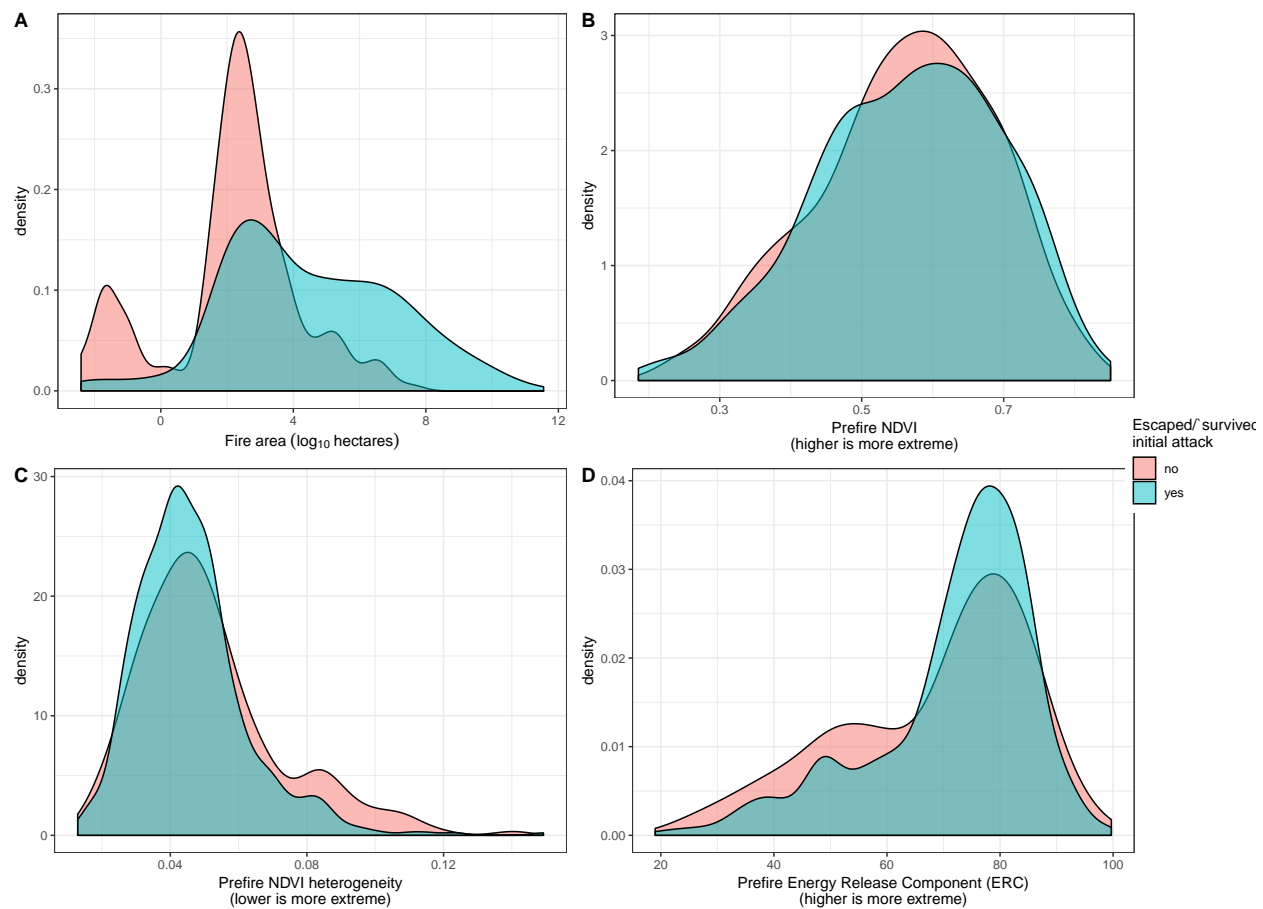 A
density
0.3
0.2
0.1
0.0
0 4 8 12
Fire area (log10 hectares)
B
density
3
2
1
0
0.3 0.5 0.7
Prefire NDVI
(higher is more extreme)
Escaped/`survived
initial attack
no
yes
C
density
30
20
10
0
0.04 0.08 0.12
Prefire NDVI heterogeneity
(lower is more extreme)
D
density
0.04
0.03
0.02
0.01
0.00
20 40 60 80 100
Prefire Energy Release Component (ERC)
(higher is more extreme)